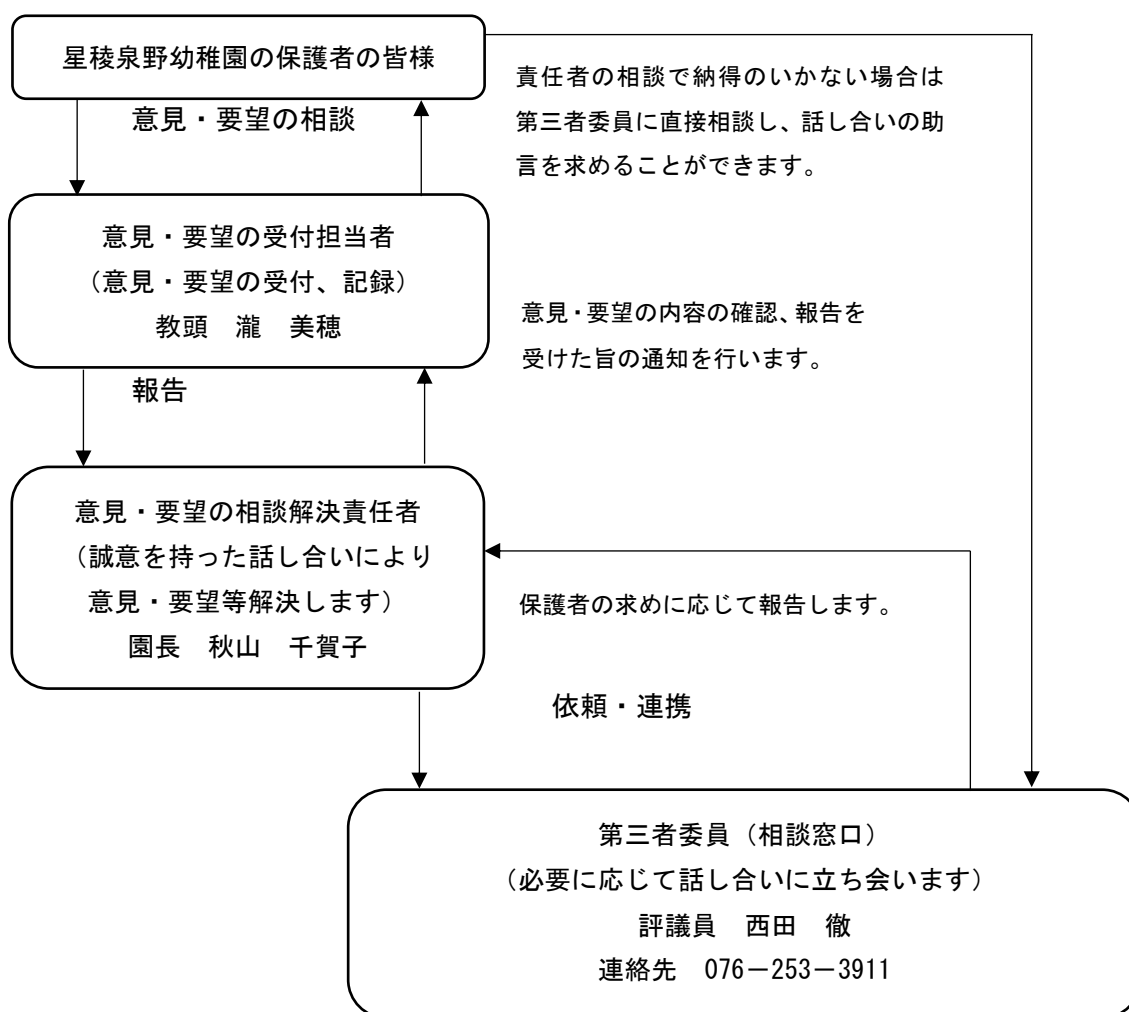 星稜泉野幼稚園の保護者の皆様
責任者の相談で納得のいかない場合は
第三者委員に直接相談し、話し合いの助
言を求めることができます。
意見・要望の相談
意見・要望の受付担当者
（意見・要望の受付、記録）
教頭　瀧　美穂
意見・要望の内容の確認、報告を
受けた旨の通知を行います。
報告
意見・要望の相談解決責任者
（誠意を持った話し合いにより
意見・要望等解決します）
園長　秋山　千賀子
保護者の求めに応じて報告します。
依頼・連携
第三者委員（相談窓口）
（必要に応じて話し合いに立ち会います）
評議員　西田　徹
連絡先　076－253－3911